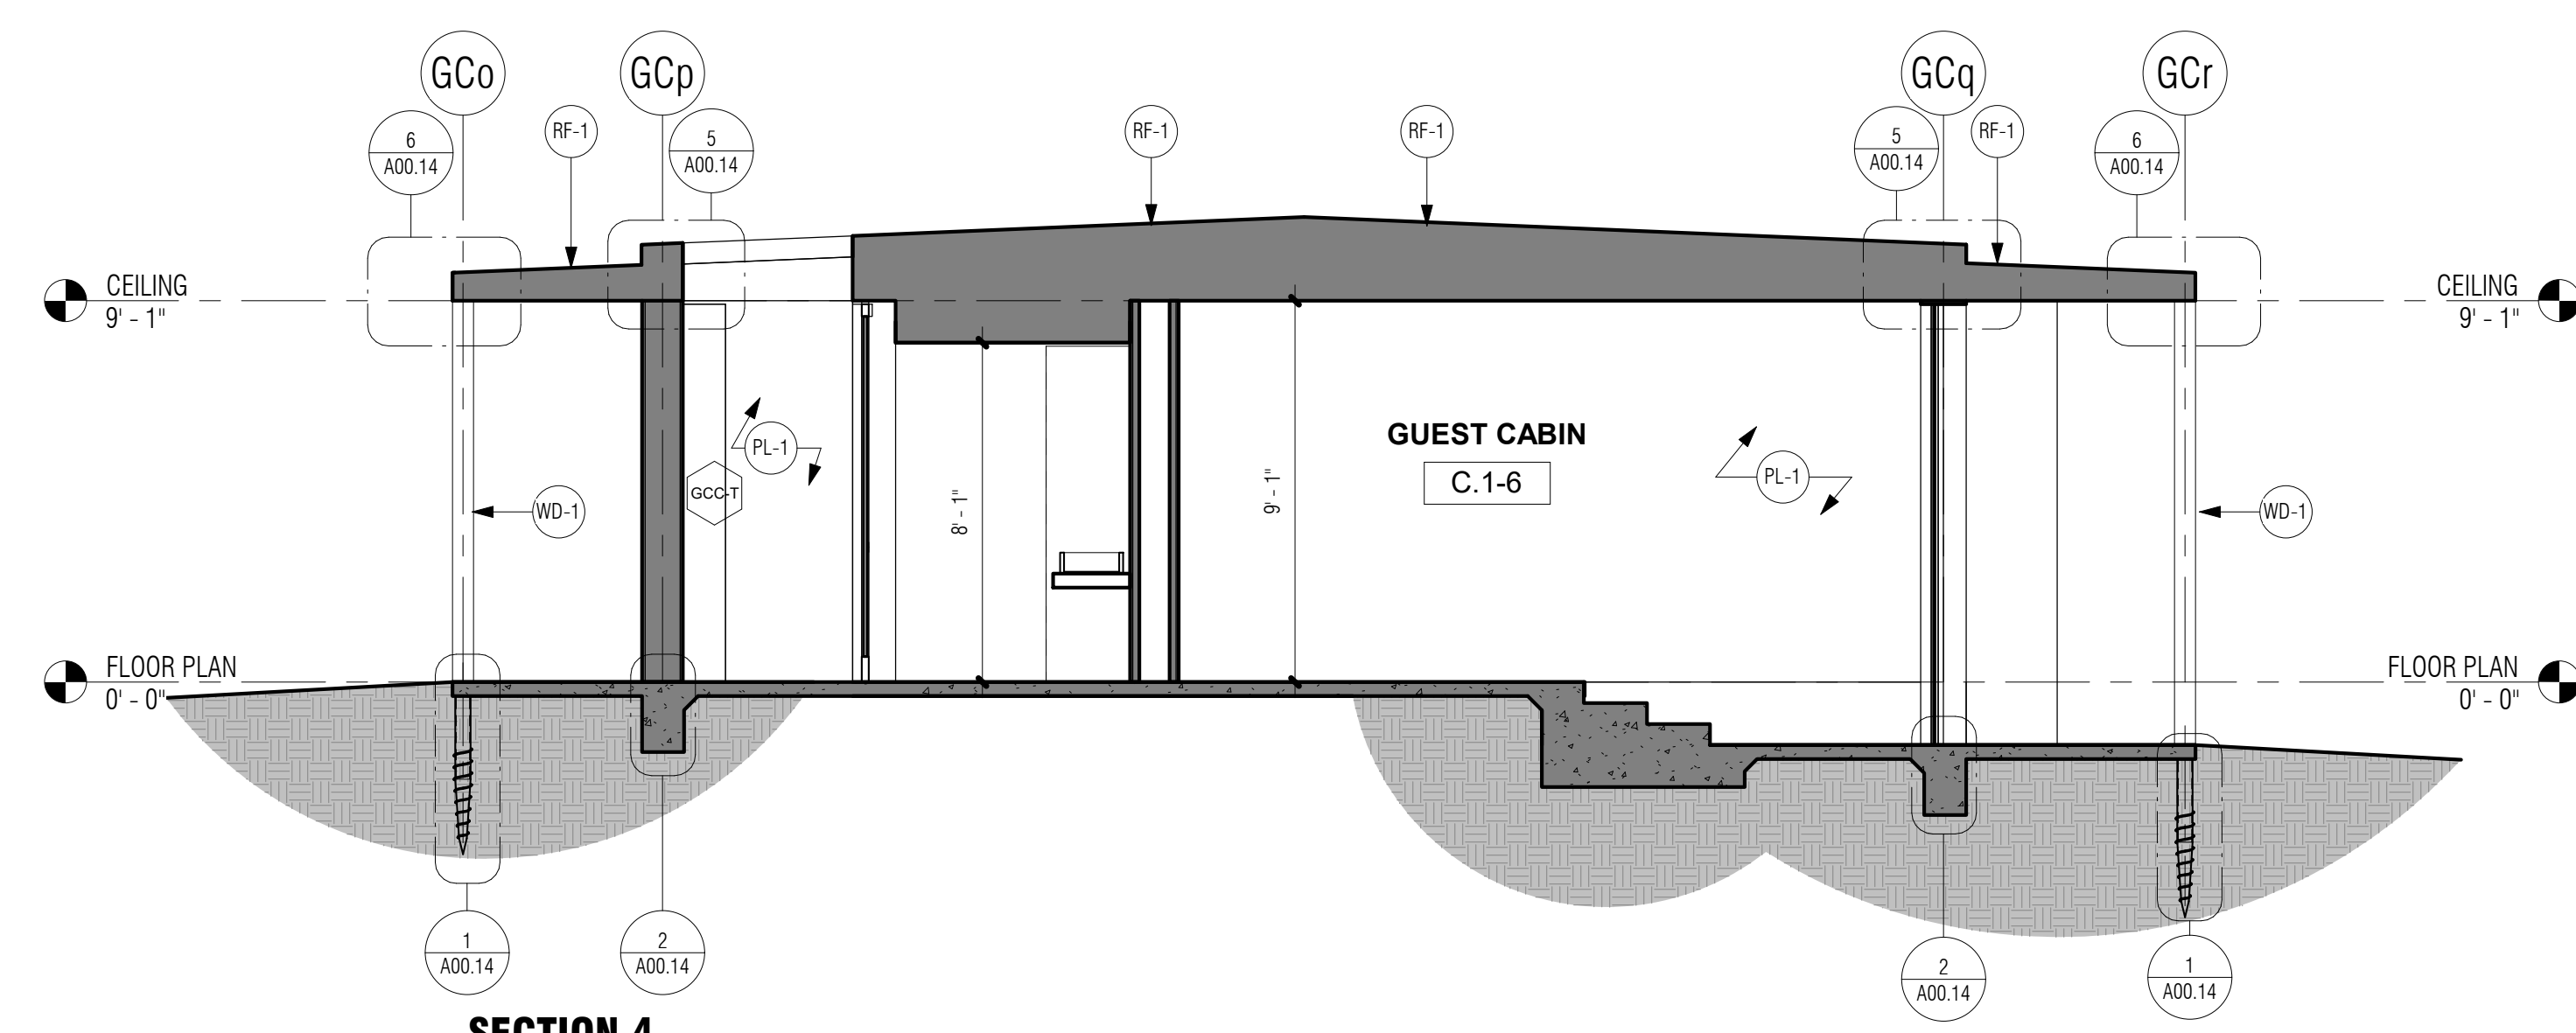 GCo
GCp
GCq
GCr
6
A00.14
RF-1
5
A00.14
RF-1
RF-1
5
A00.14
RF-1
6
A00.14
CEILING
9' - 1"
CEILING
9' - 1"
GUEST CABIN
C.1-6
PL-1
PL-1
GCC-T
WD-1
8' - 1"
9' - 1"
WD-1
FLOOR PLAN
0' - 0"
FLOOR PLAN
0' - 0"
1
A00.14
2
A00.14
2
A00.14
1
A00.14
SECTION 4